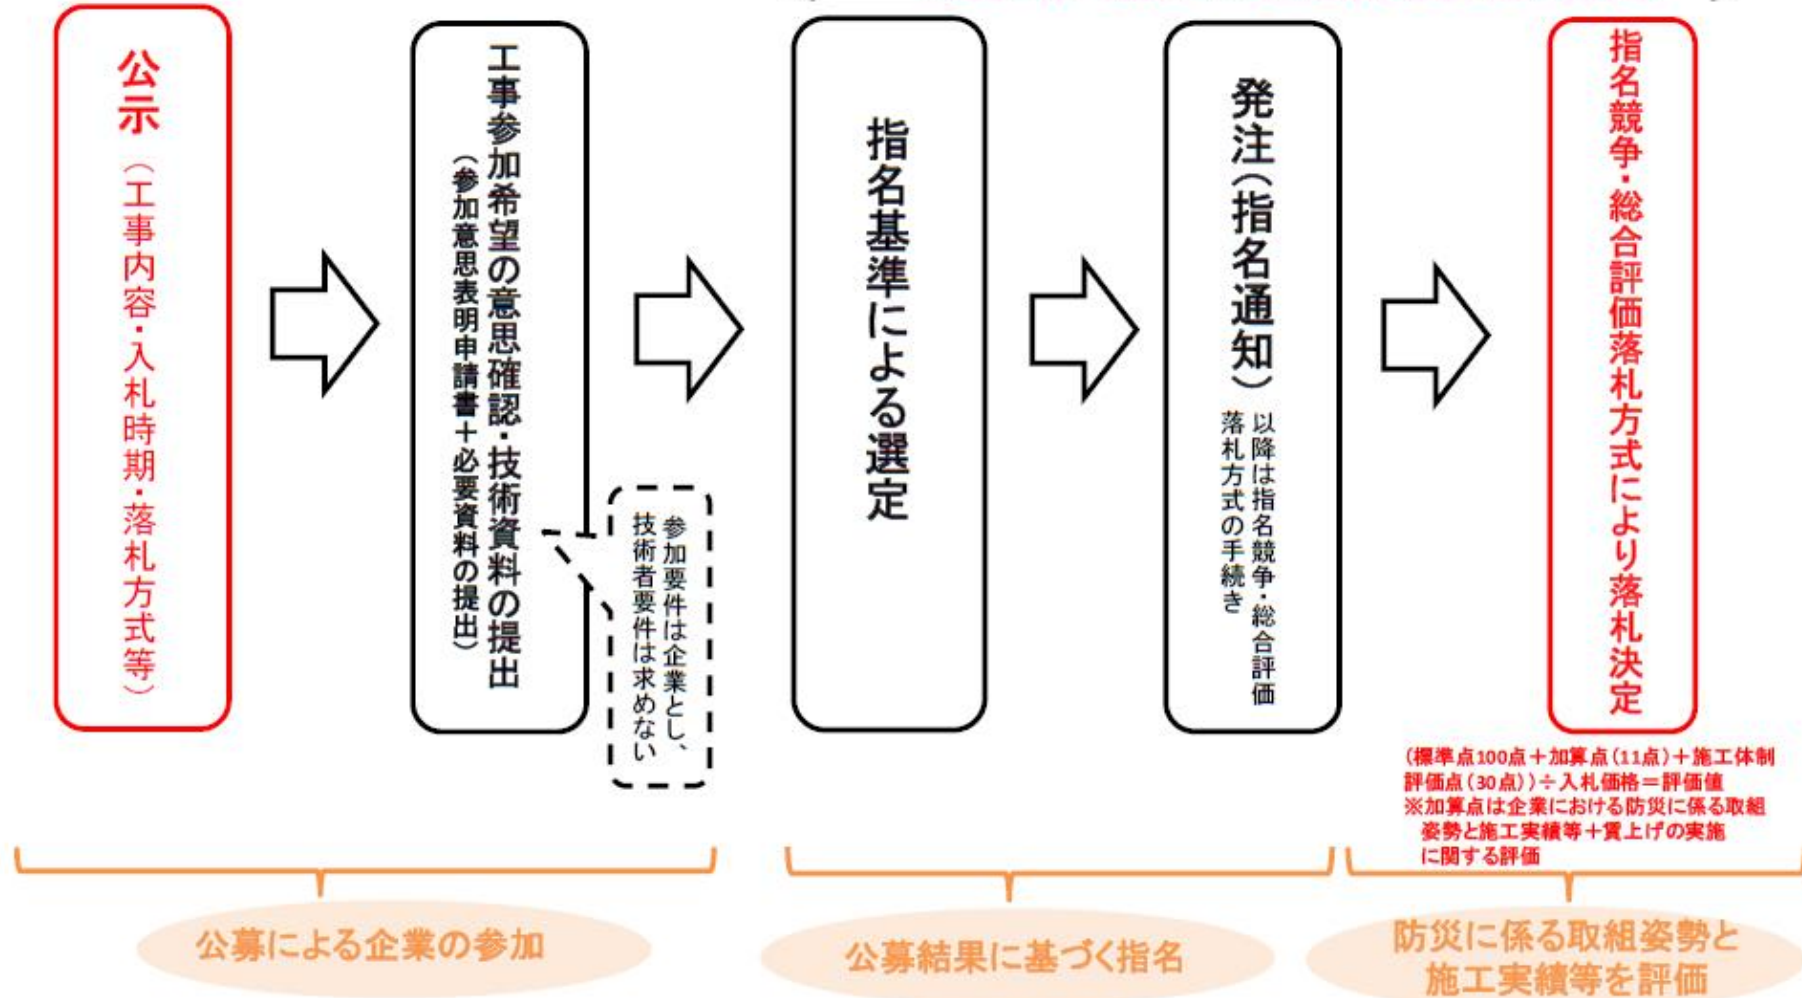 公示（工事内容・入札時期・落札方式等）
工事参加希望の意思確認・技術資料の提出
（参加意思表明申請書＋必要資料の提出）
参加要件は企業とし、
技術者要件は求めない
指名基準による選定
発注（指名通知）
以降は指名競争・総合評価
落札方式の手続き
指名競争・総合評価落札方式により落札決定
（標準点100点＋加算点（11点）＋施工体制
評価点（30点））÷入札価格＝評価値
※加算点は企業における防災に係る取組
姿勢と施工実績等＋賃上げの実施
に関する評価
公募による企業の参加
公募結果に基づく指名
防災に係る取組姿勢と
施工実績等を評価